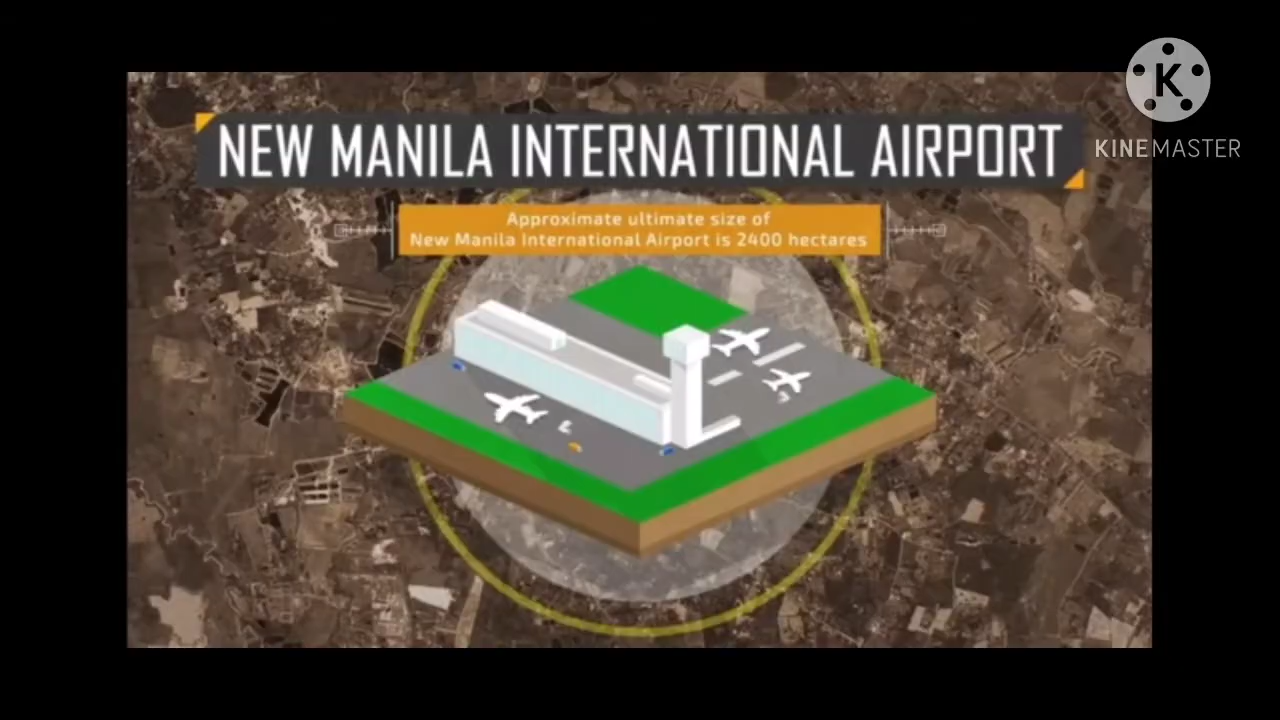 NEW MANILA INTERNATIONAL AIRPORT
Approximate ultimate size of
New Manila International Airport is 2400 hectares
K
KINEMASTER